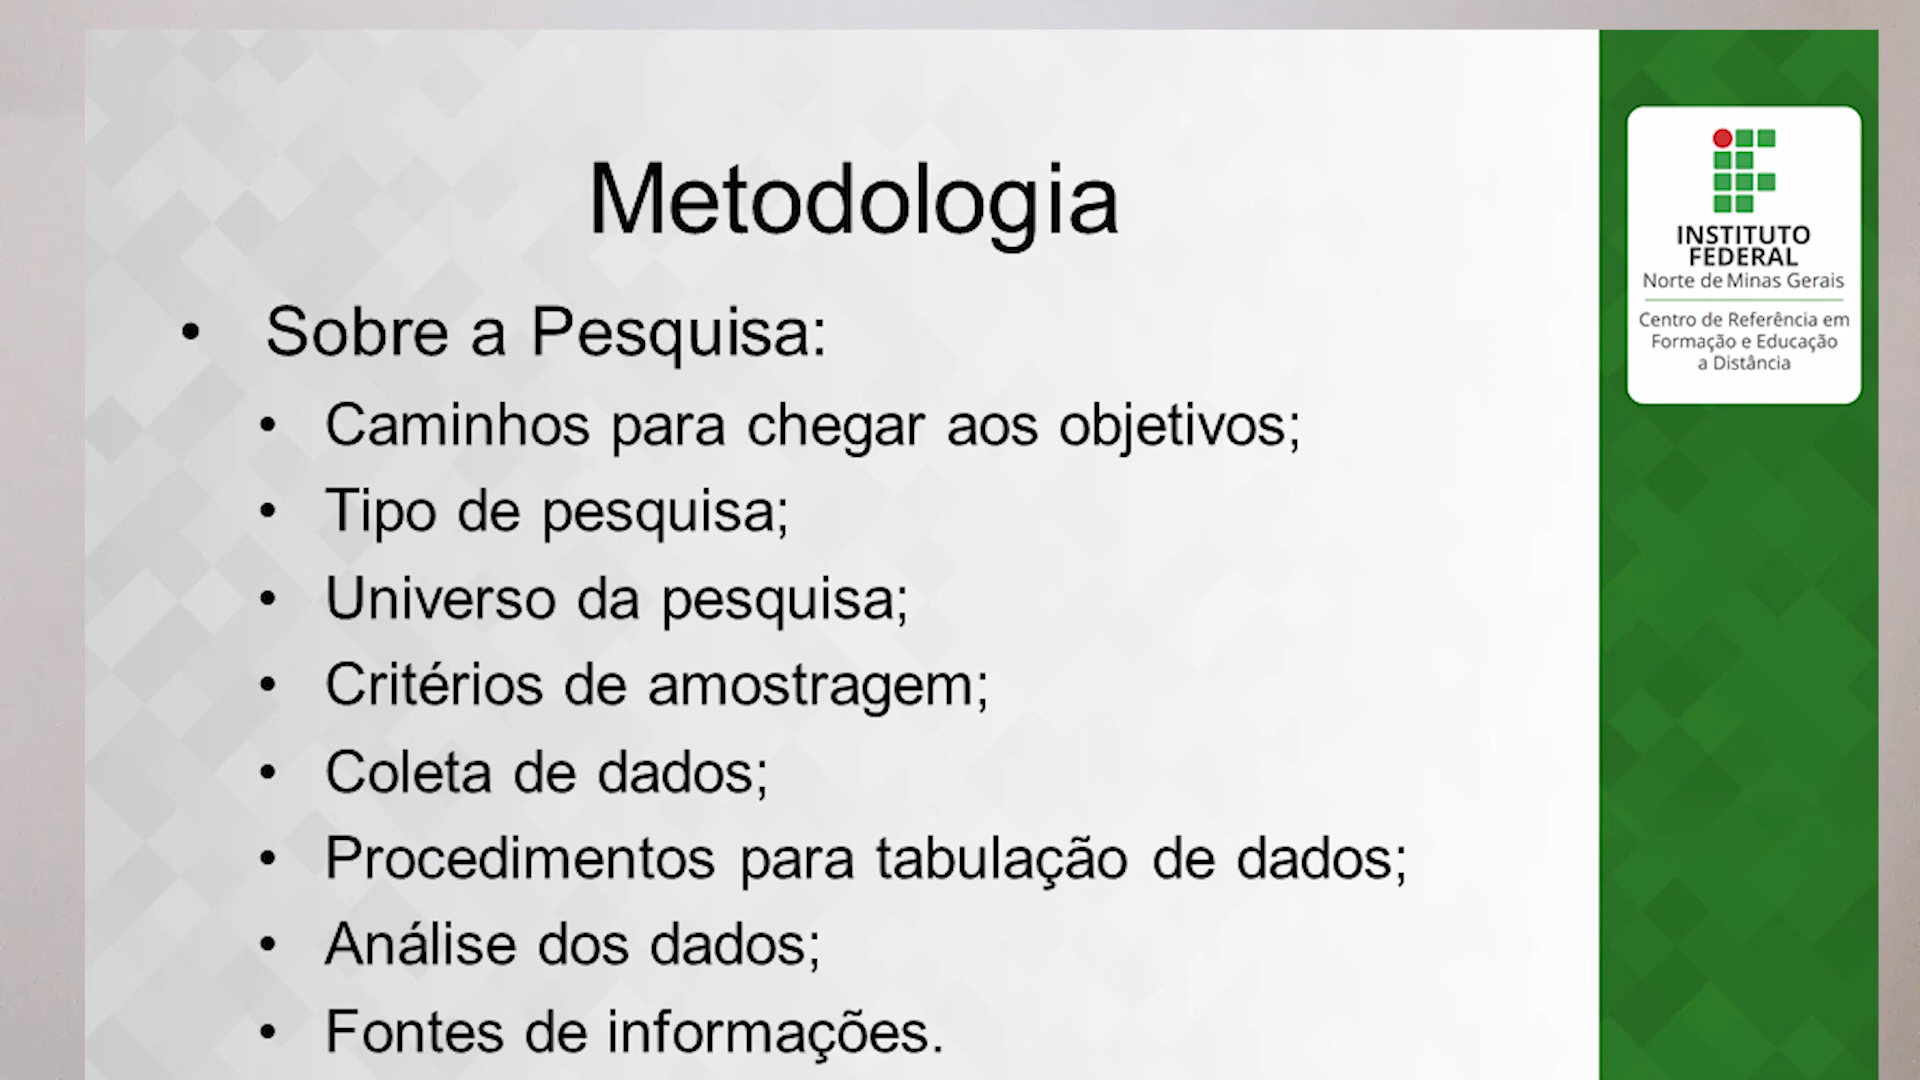 Metodologia
• Sobre a Pesquisa:
• Caminhos para chegar aos objetivos;
• Tipo de pesquisa;
• Universo da pesquisa;
• Critérios de amostragem;
• Coleta de dados;
• Procedimentos para tabulação de dados;
• Análise dos dados;
• Fontes de informações.
INSTITUTO
FEDERAL
Norte de Minas Gerais
Centro de Referência em
Formação e Educação
a Distância